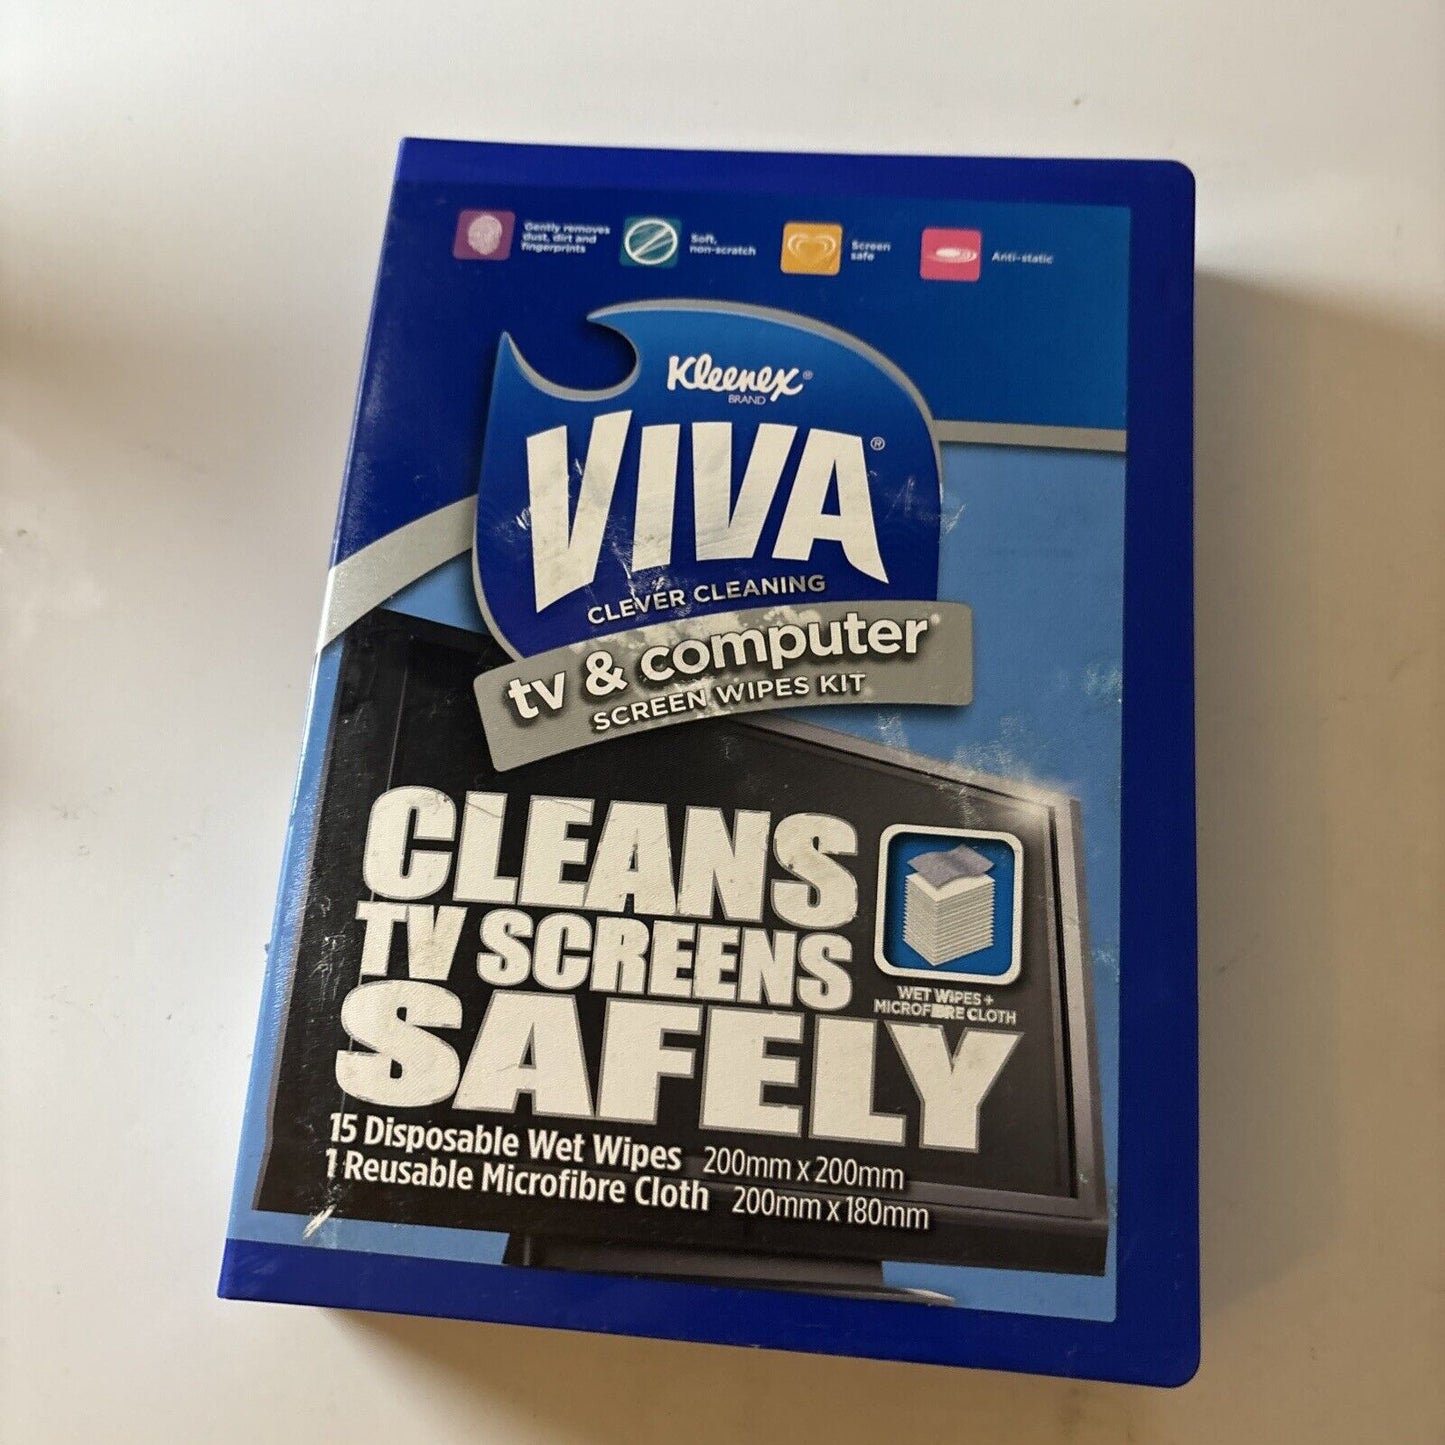 Gently removes
dust, dirt and
fingerprints
Soft,
non-scratch
Screen
safe
Anti-static
Kleenex®
BRAND
VIVA®
CLEVER CLEANING
tv & computer
SCREEN WIPES KIT
CLEANS
TV SCREENS
SAFELY
WET WIPES +
MICROFIBRE CLOTH
15 Disposable Wet Wipes 200mm x 200mm
1 Reusable Microfibre Cloth 200mm x 180mm